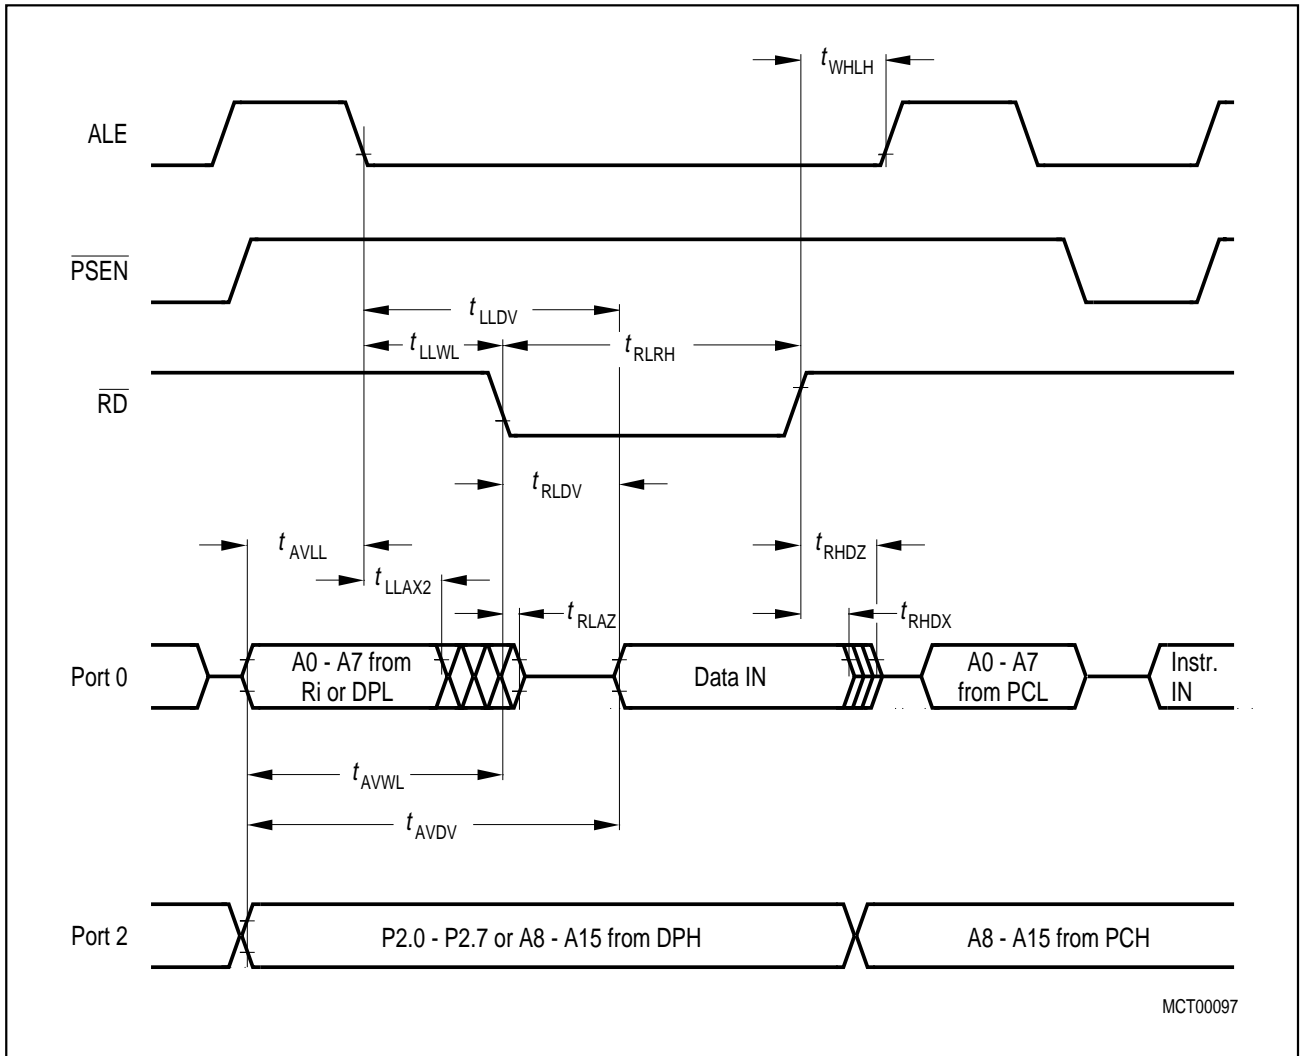 tWHLH
ALE
PSEN
tLLDV
tLLWL
tRLRH
RD
tRLDV
tAVLL
tRHDZ
tLLAX2
tRLAZ
tRHDX
Port 0
A0 - A7 from
Ri or DPL
Data IN
A0 - A7
from PCL
Instr.
IN
tAVWL
tAVDV
Port 2
P2.0 - P2.7 or A8 - A15 from DPH
A8 - A15 from PCH
MCT00097